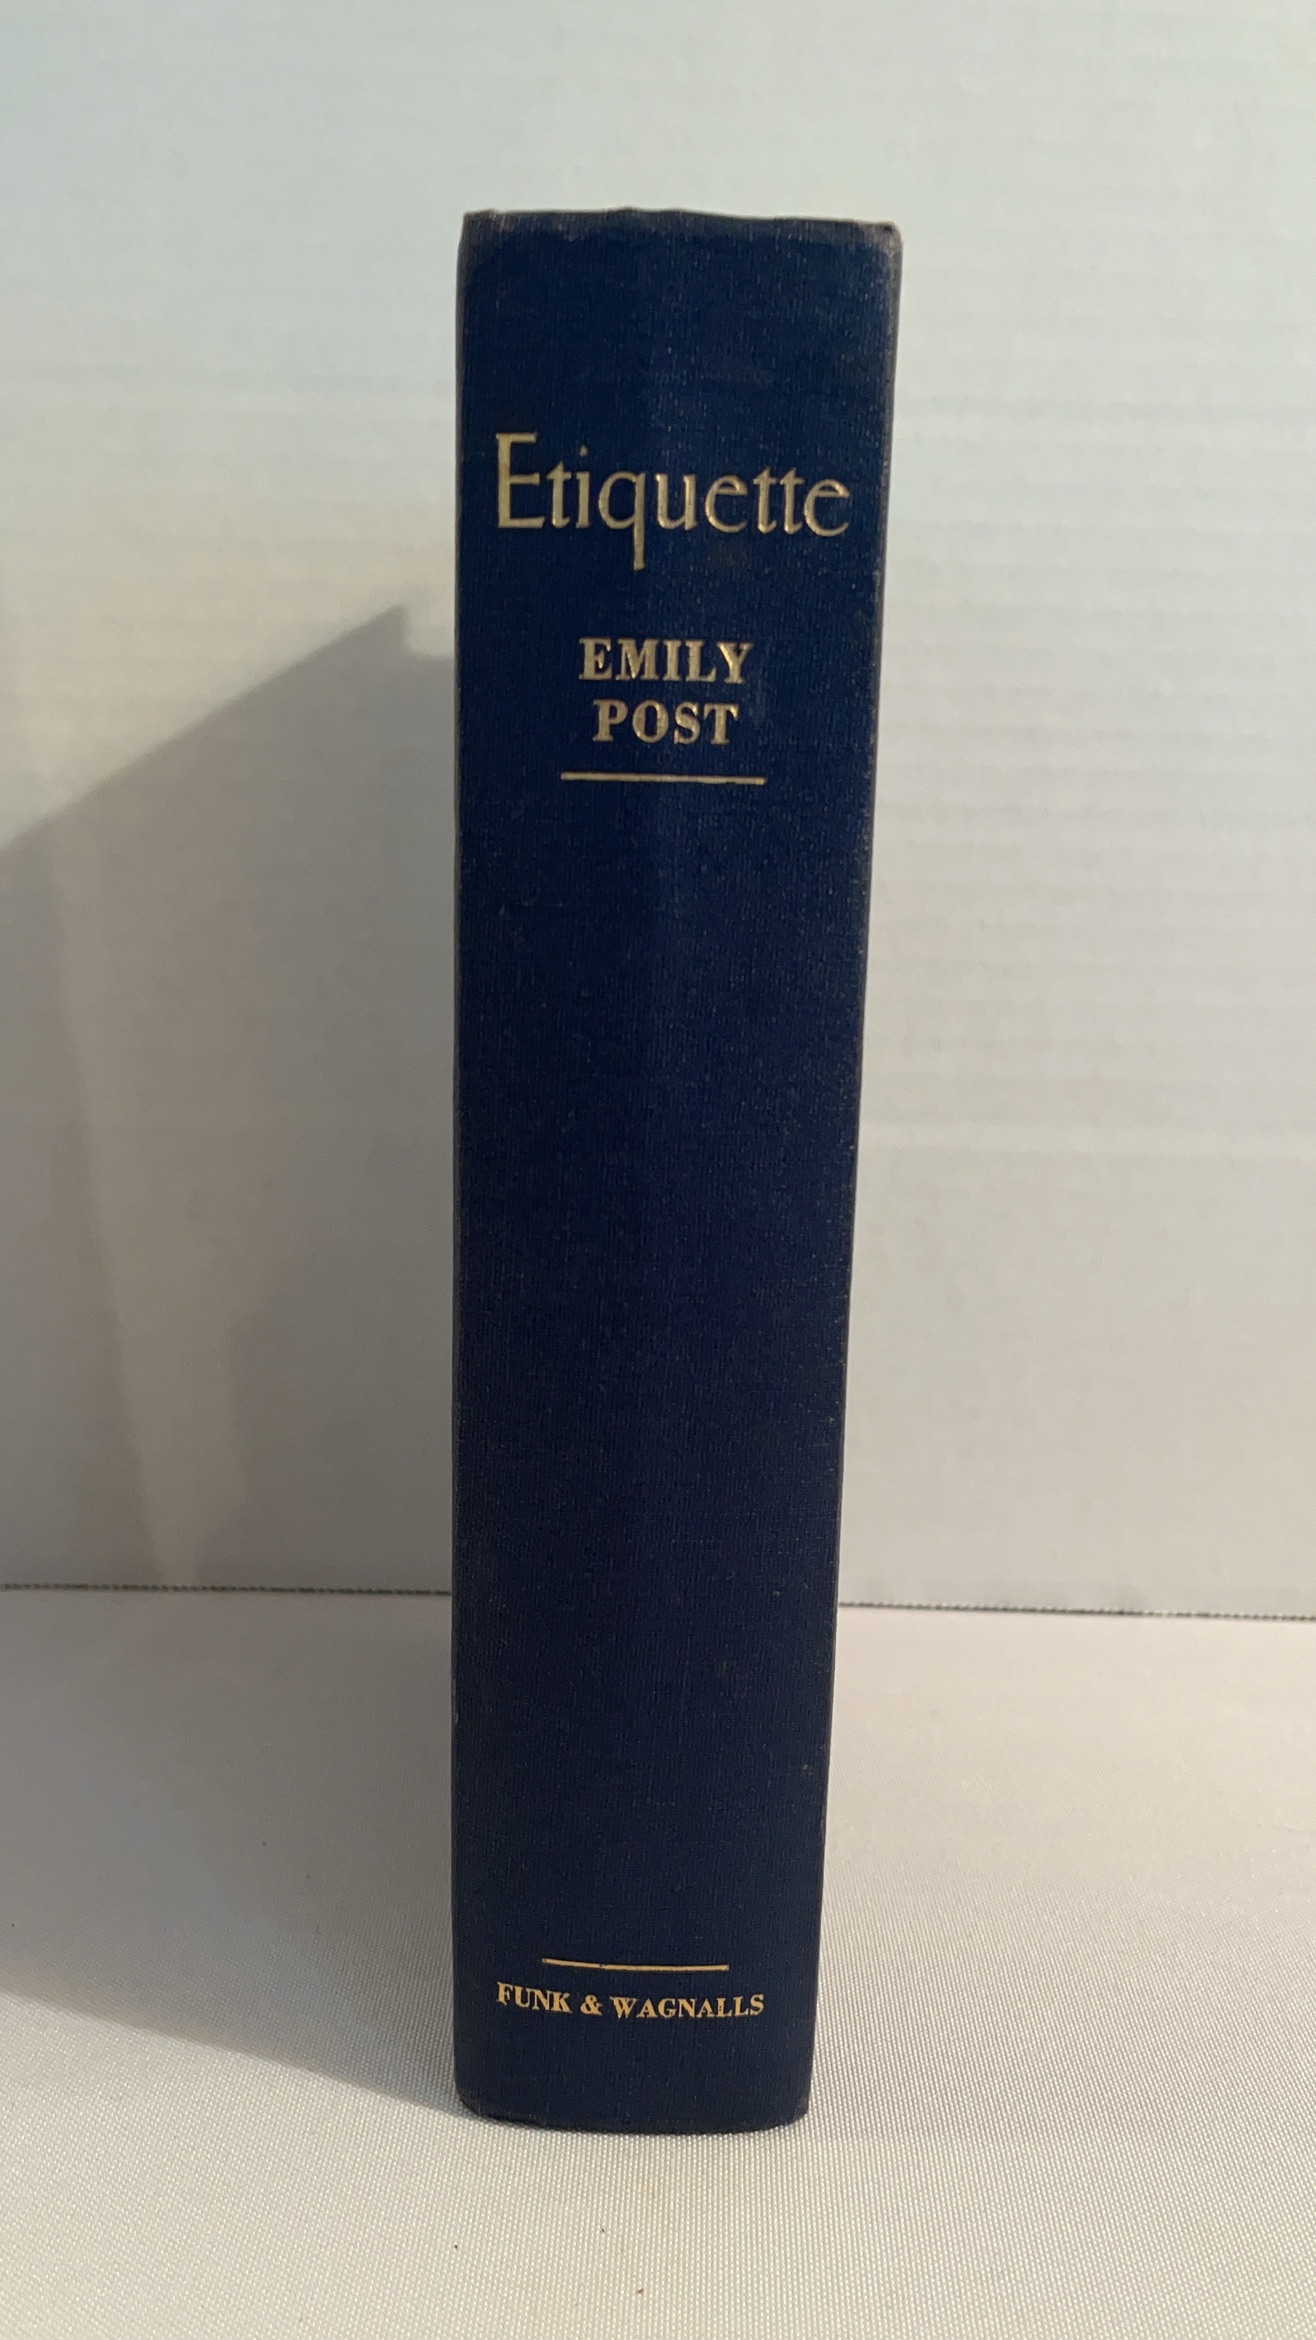 Etiquette
EMILY
POST
FUNK & WAGNALLS